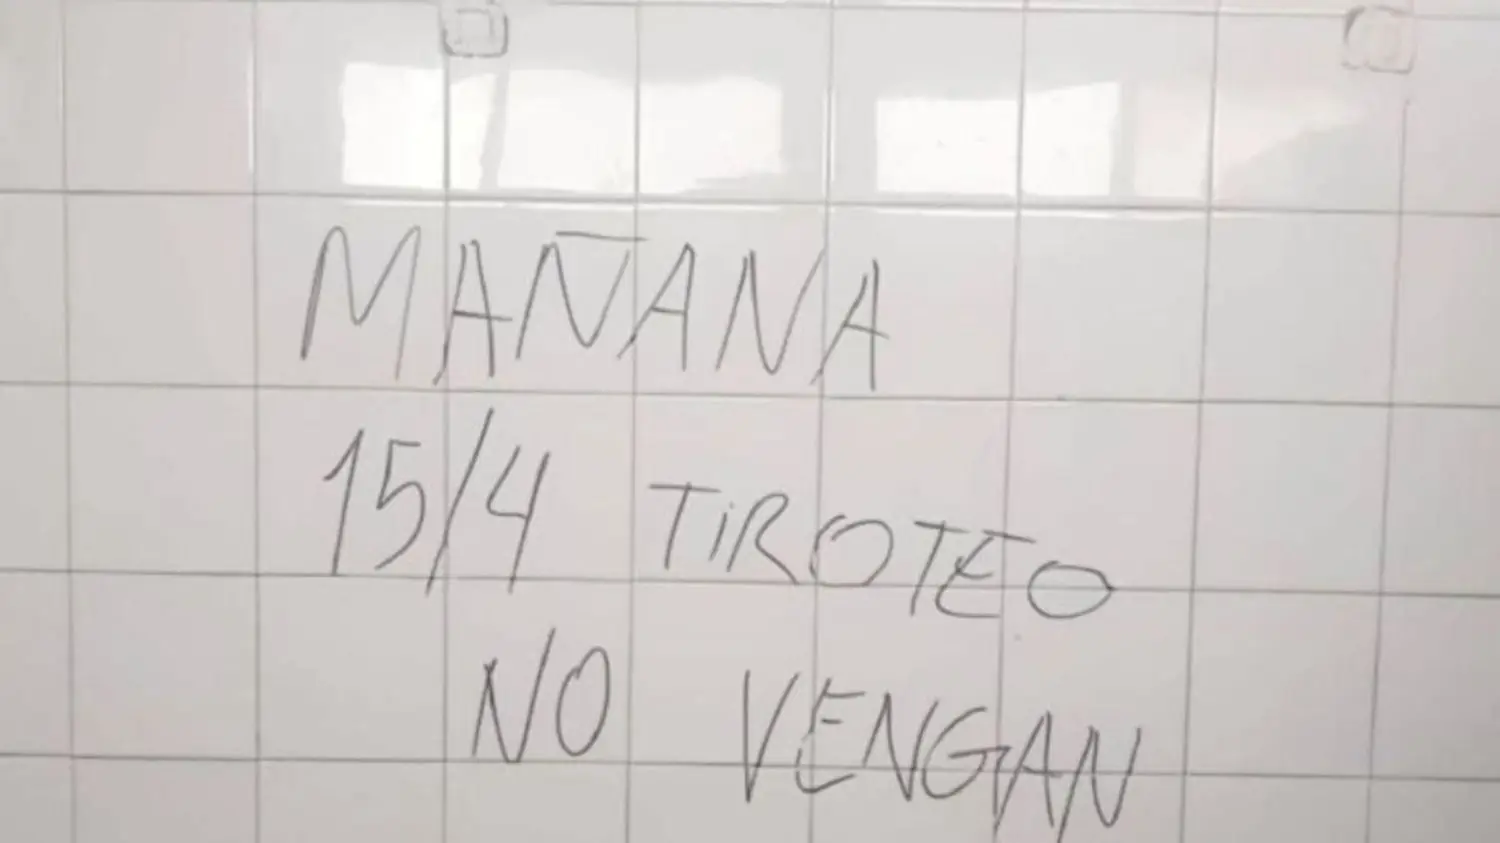 MAÑANA
15/4 TiROTEO
NO VENGAN